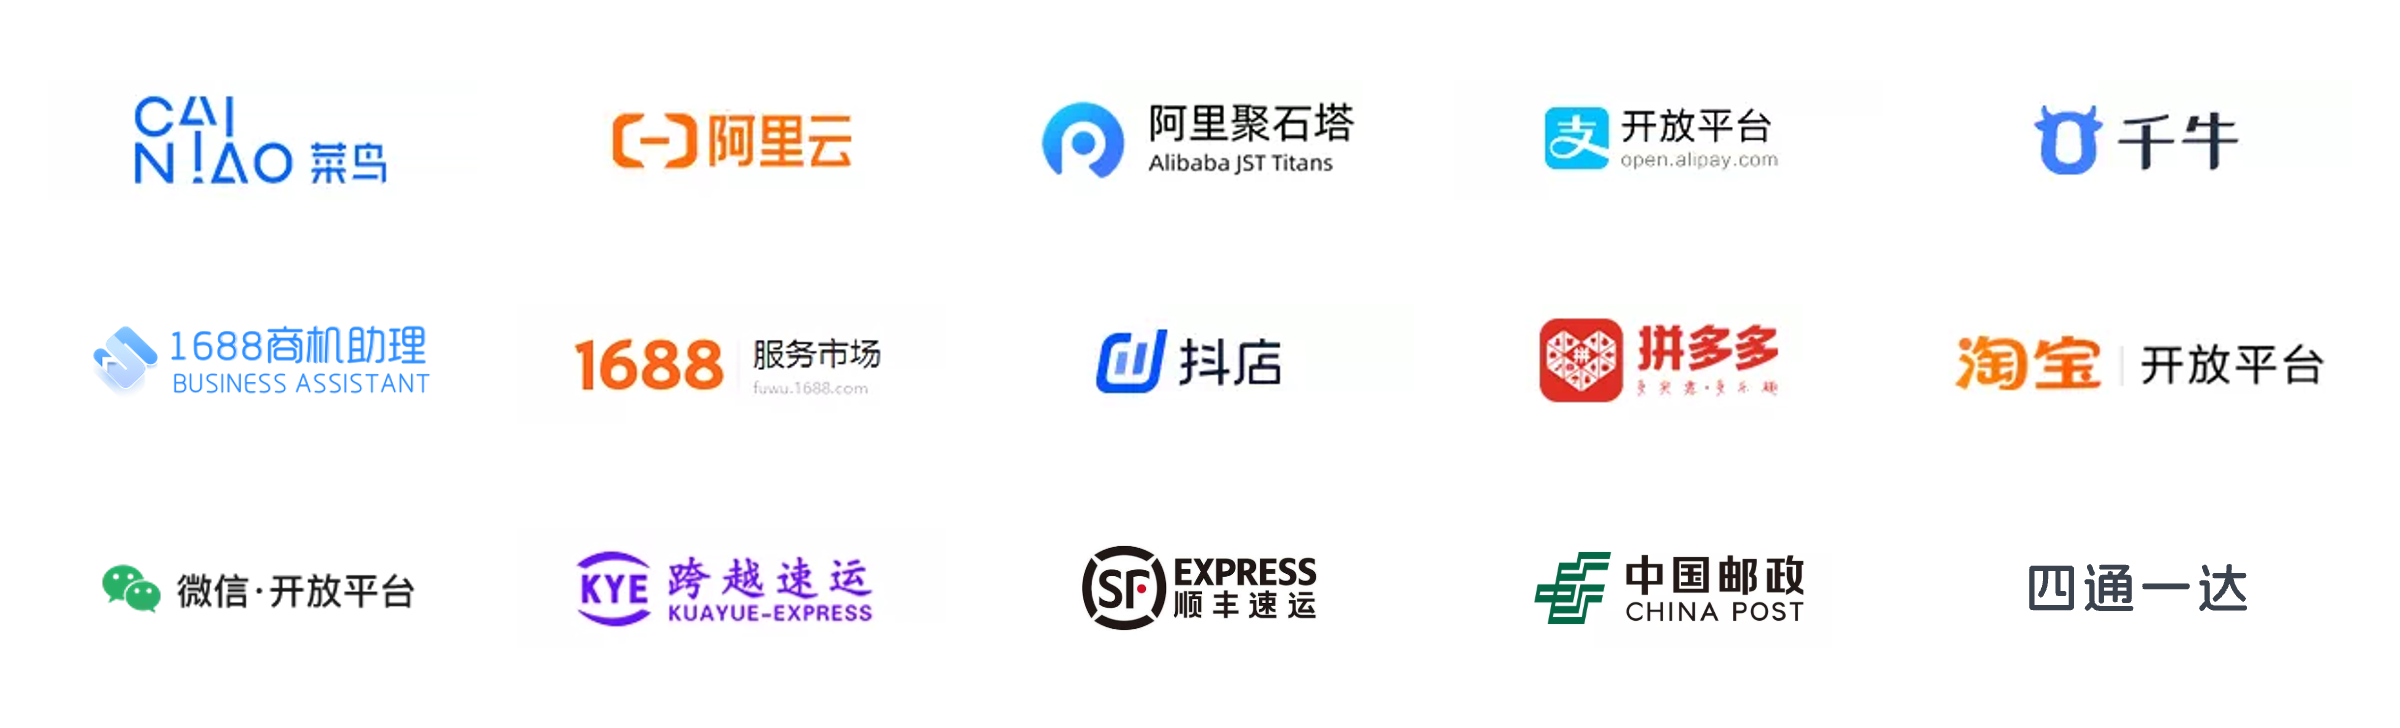 CAI
NIAO 菜鸟
阿里云
阿里聚石塔
Alibaba JST Titans
支
开放平台
open.alipay.com
千牛
1688商机助理
BUSINESS ASSISTANT
1688
服务市场
fuwu.1688.com
抖店
拼
拼多多
淘宝
开放平台
微信·开放平台
KYE
跨越速运
KUAYUE-EXPRESS
SF
EXPRESS
顺丰速运
中国邮政
CHINA POST
四通一达